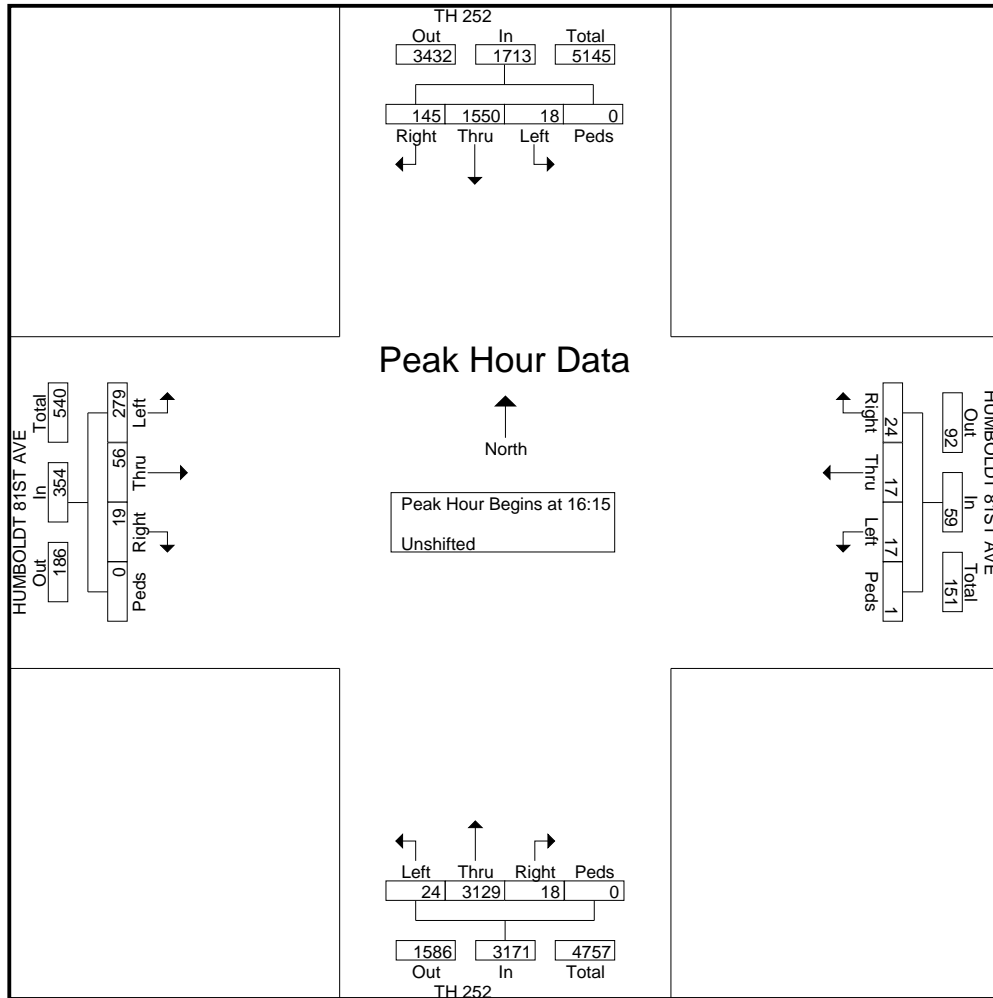 TH 252
Out In Total
3432 1713 5145
145 1550 18 0
Right Thru Left Peds
Peak Hour Data
North
Peak Hour Begins at 16:15
Unshifted
HUMBOLDT 81ST AVE
Out In Total
186 354 540
Left Thru Right Peds
279 56 19 0
HUMBOLDT 81ST AVE
Out In Total
92 59 151
24 17 17 1
Right Thru Left Peds
Left Thru Right Peds
24 3129 18 0
1586 3171 4757
Out In Total
TH 252